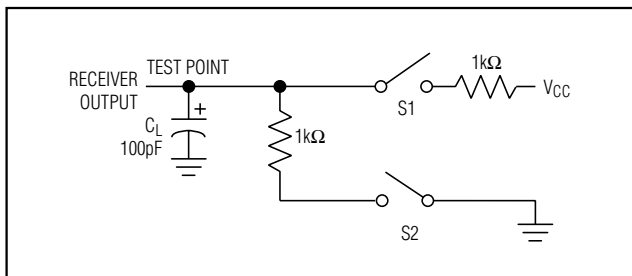 TEST POINT
RECEIVER
OUTPUT
+
CL
100pF
1kΩ
S1
1kΩ
VCC
S2